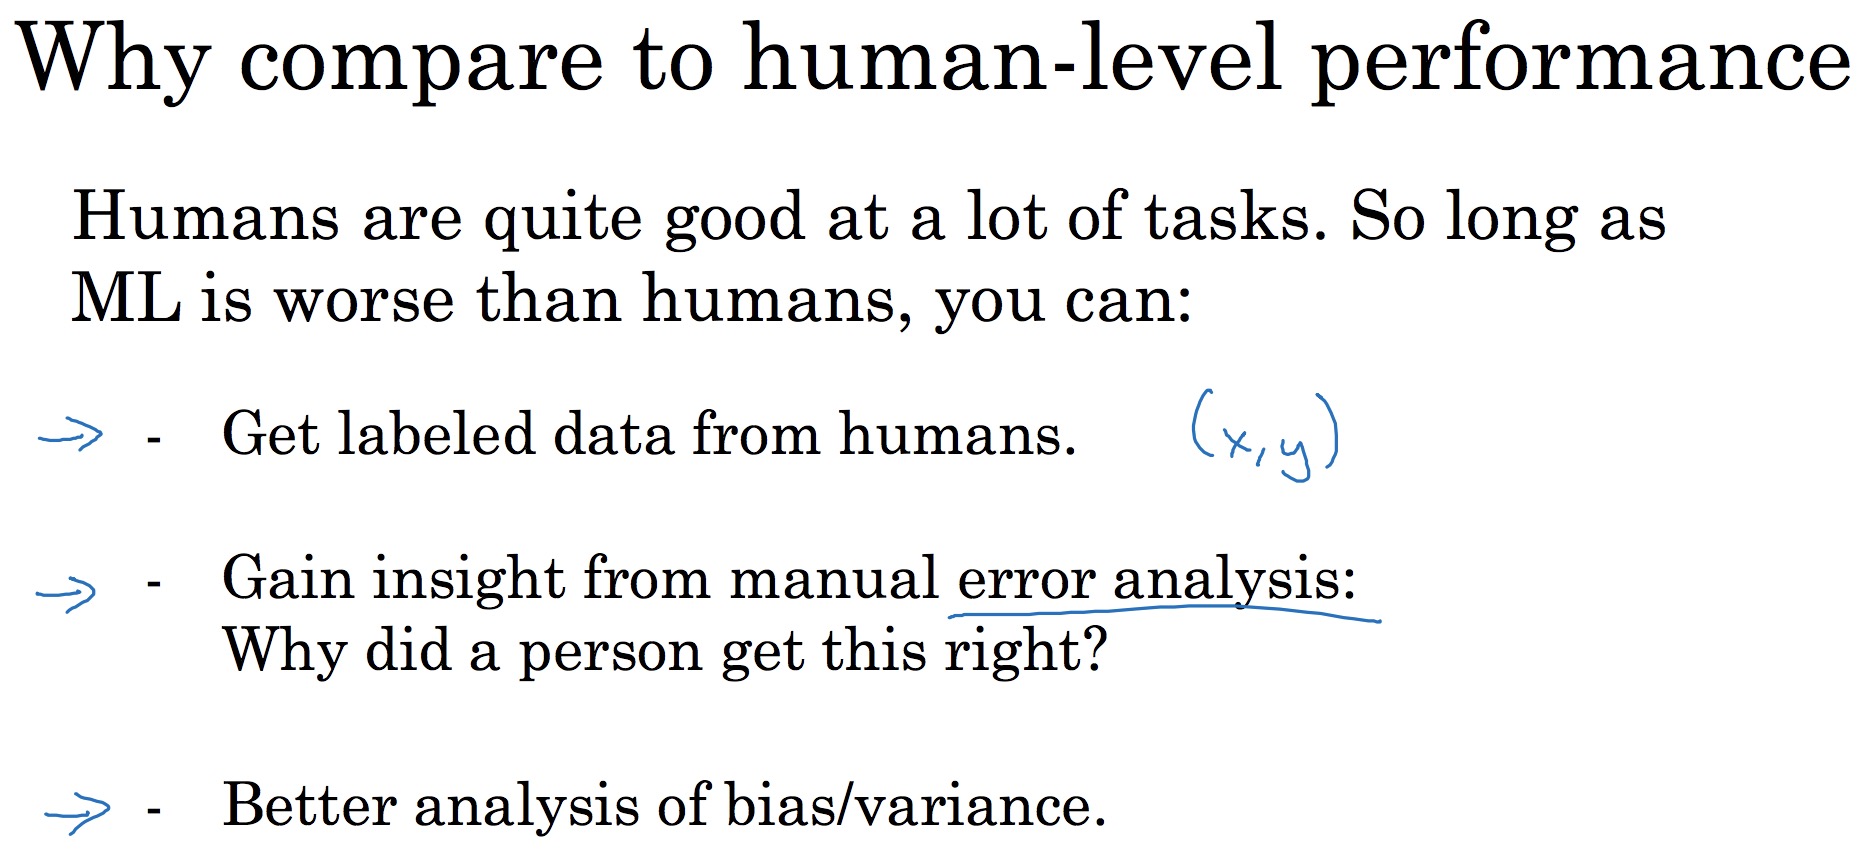 Why compare to human-level performance
Humans are quite good at a lot of tasks. So long as
ML is worse than humans, you can:
→ - Get labeled data from humans. (x,y)
→ - Gain insight from manual error analysis:
Why did a person get this right?
→ - Better analysis of bias/variance.